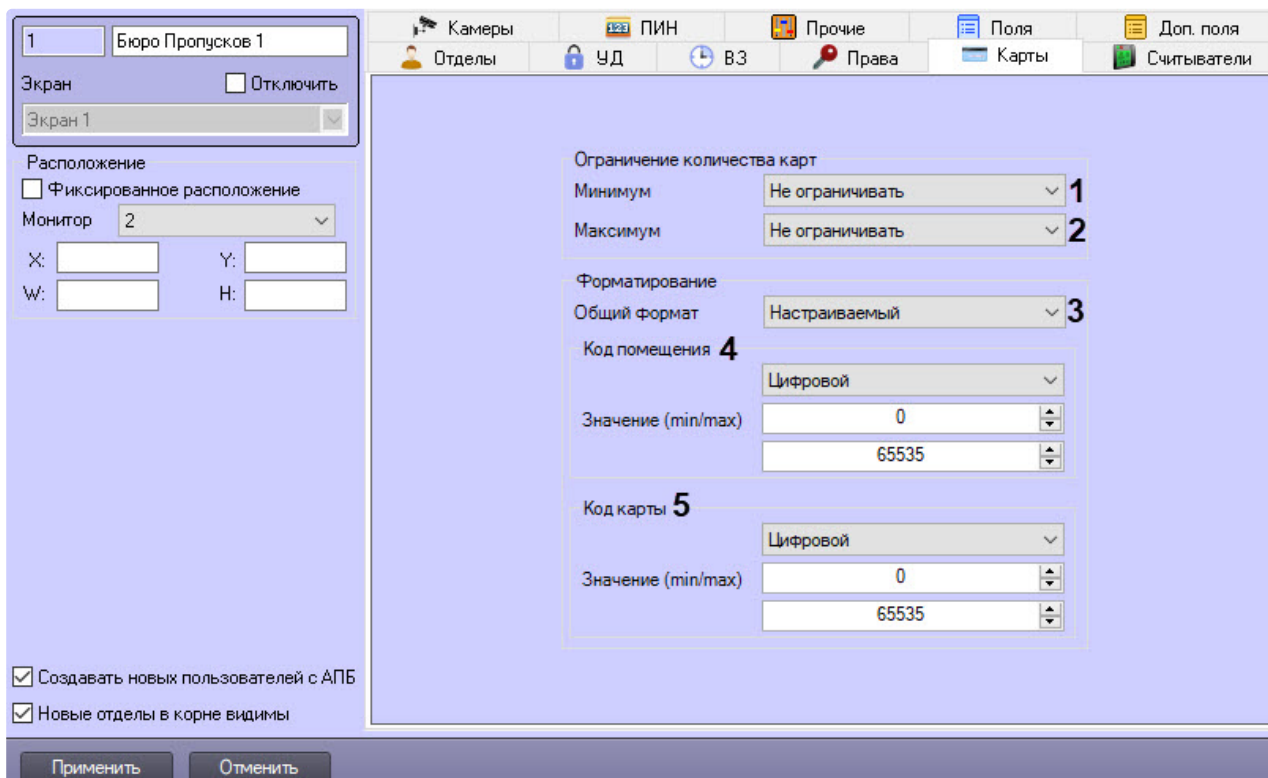 1 Бюро Пропусков 1
Экран Отключить
Экран 1
Расположение
Фиксированное расположение
Монитор 2
X: Y:
W: H:
Создавать новых пользователей с АПБ
Новые отделы в корне видимы
Применить Отменить
Камеры ПИН Прочие Поля Доп. поля
Отделы УД ВЗ Права Карты Считыватели
Ограничение количества карт
Минимум Не ограничивать 1
Максимум Не ограничивать 2
Форматирование
Общий формат Настраиваемый 3
Код помещения 4
Цифровой
Значение (min/max) 0
65535
Код карты 5
Цифровой
Значение (min/max) 0
65535